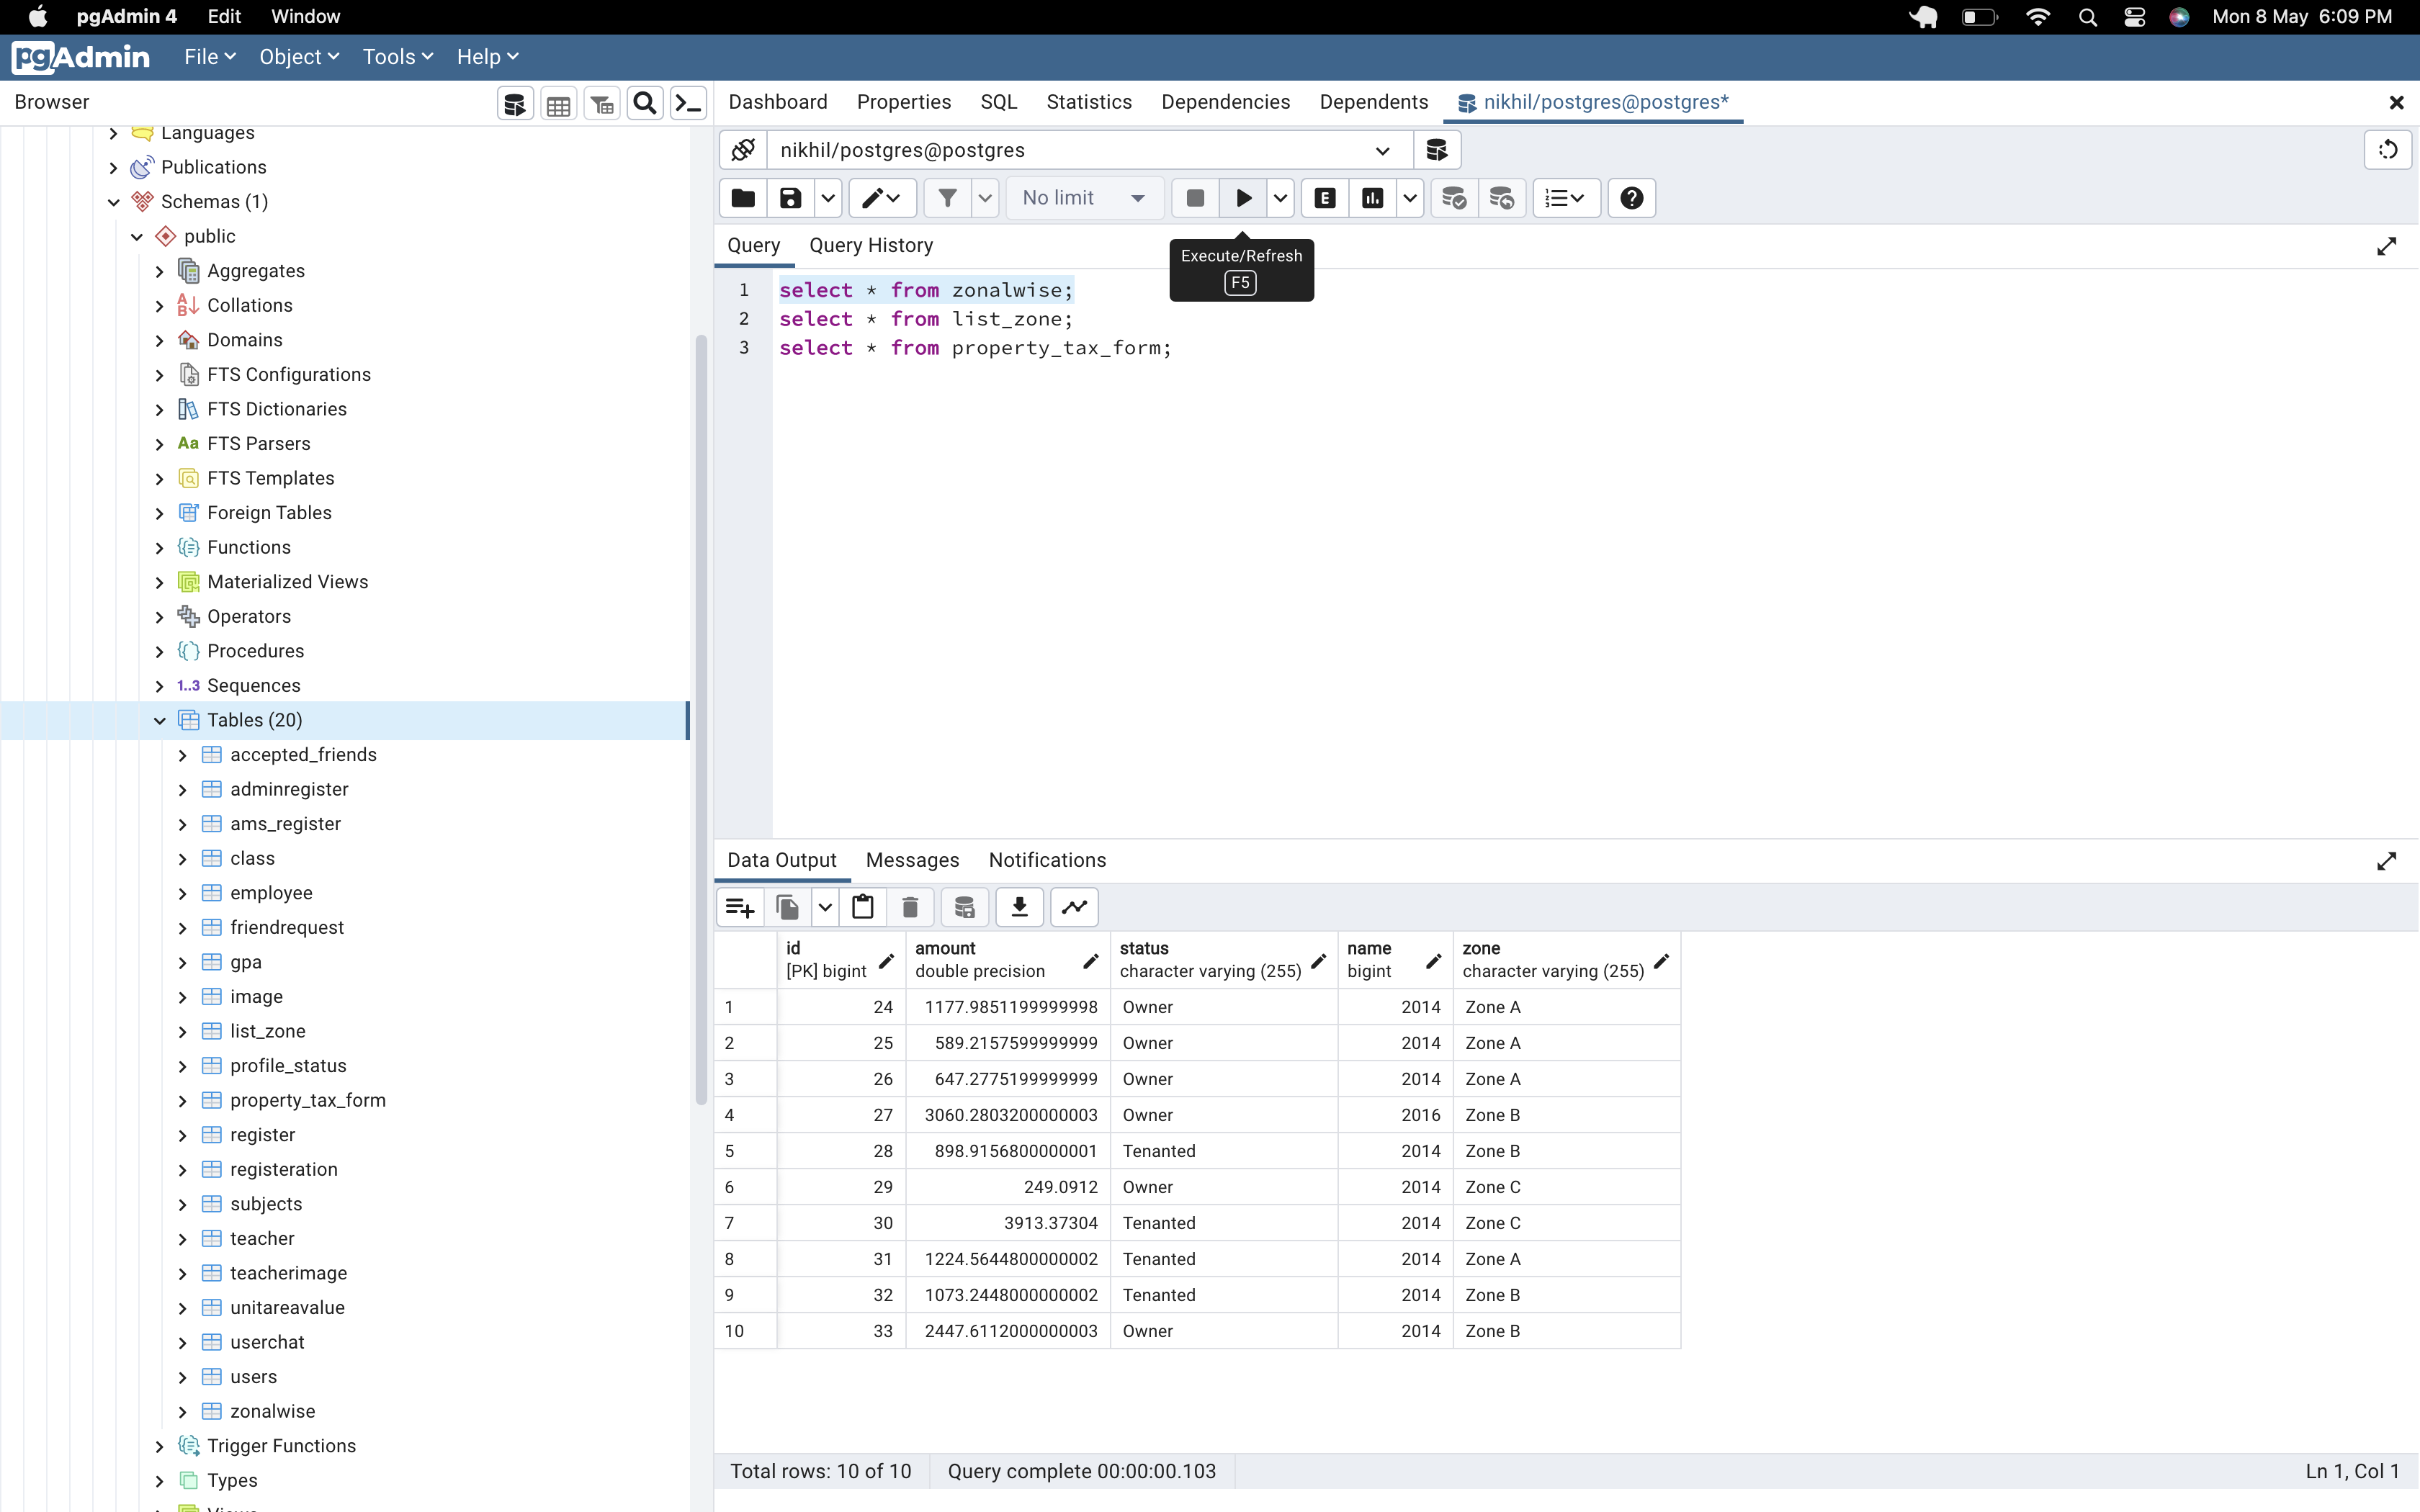 pgAdmin 4 Edit Window Mon 8 May 6:09 PM
pgAdmin File Object Tools Help
Browser
Dashboard Properties SQL Statistics Dependencies Dependents nikhil/postgres@postgres*
Languages
Publications
Schemas (1)
public
Aggregates
Collations
Domains
FTS Configurations
FTS Dictionaries
Aa FTS Parsers
FTS Templates
Foreign Tables
Functions
Materialized Views
Operators
Procedures
1..3 Sequences
Tables (20)
accepted_friends
adminregister
ams_register
class
employee
friendrequest
gpa
image
list_zone
profile_status
property_tax_form
register
registeration
subjects
teacher
teacherimage
unitareavalue
userchat
users
zonalwise
Trigger Functions
Types
nikhil/postgres@postgres
No limit E
Query Query History
Execute/Refresh
F5
1 select * from zonalwise;
2 select * from list_zone;
3 select * from property_tax_form;
Data Output Messages Notifications
id amount status name zone
[PK] bigint double precision character varying (255) bigint character varying (255)
1 24 1177.9851199999998 Owner 2014 Zone A
2 25 589.2157599999999 Owner 2014 Zone A
3 26 647.2775199999999 Owner 2014 Zone A
4 27 3060.2803200000003 Owner 2016 Zone B
5 28 898.9156800000001 Tenanted 2014 Zone B
6 29 249.0912 Owner 2014 Zone C
7 30 3913.37304 Tenanted 2014 Zone C
8 31 1224.5644800000002 Tenanted 2014 Zone A
9 32 1073.2448000000002 Tenanted 2014 Zone B
10 33 2447.6112000000003 Owner 2014 Zone B
Total rows: 10 of 10 Query complete 00:00:00.103 Ln 1, Col 1